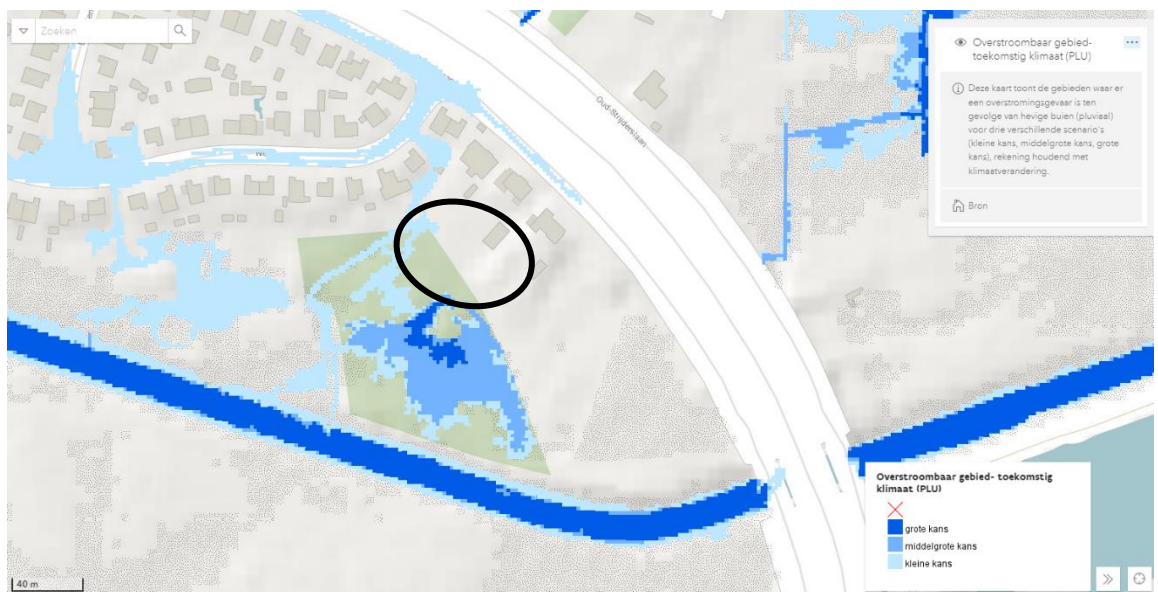 Zoeken
Oud-Strijderslaan
Overstroombaar gebied-
toekomstig klimaat (PLU)
Deze kaart toont de gebieden waar er
een overstromingsgevaar is ten
gevolge van hevige buien (pluviaal)
voor drie verschillende scenario's
(kleine kans, middelgrote kans, grote
kans), rekening houdend met
klimaatverandering.
Bron
Overstroombaar gebied- toekomstig
klimaat (PLU)
grote kans
middelgrote kans
kleine kans
40 m